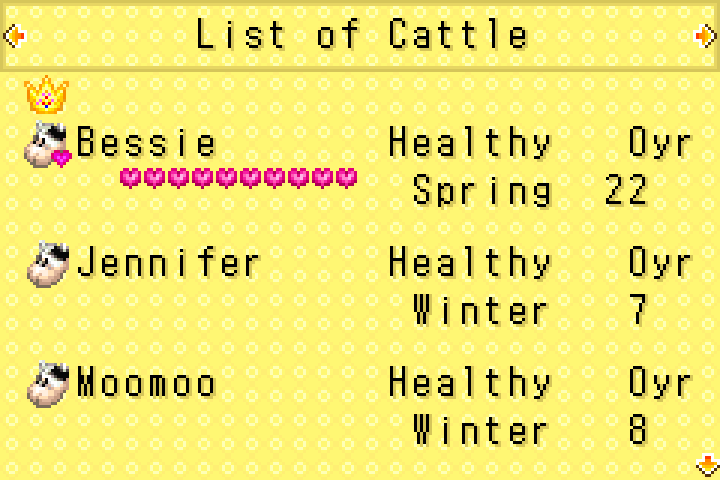 List of Cattle
Bessie Healthy 0yr
Spring 22
Jennifer Healthy 0yr
Winter 7
Moomoo Healthy 0yr
Winter 8